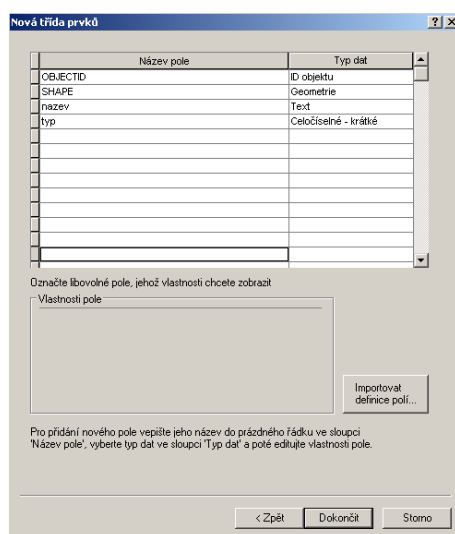 Nová třída prvků
Název pole Typ dat
OBJECTID ID objektu
SHAPE Geometrie
nazev Text
typ Celočíselné - krátké
Označte libovolné pole, jehož vlastnosti chcete zobrazit
Vlastnosti pole
Importovat
definice polí...
Pro přidání nového pole vepište jeho název do prázdného řádku ve sloupci
'Název pole', vyberte typ dat ve sloupci 'Typ dat' a poté editujte vlastnosti pole.
< Zpět Dokončit Storno